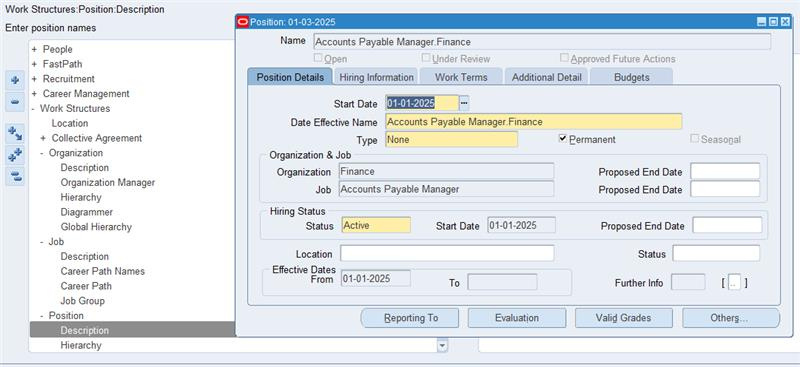 Work Structures:Position:Description
Enter position names
+ People
+ FastPath
+ Recruitment
+ Career Management
- Work Structures
Location
+ Collective Agreement
- Organization
Description
Organization Manager
Hierarchy
Diagrammer
Global Hierarchy
- Job
Description
Career Path Names
Career Path
Job Group
- Position
Description
Hierarchy
Position: 01-03-2025
Name Accounts Payable Manager.Finance
Open Under Review Approved Future Actions
Position Details Hiring Information Work Terms Additional Detail Budgets
Start Date 01-01-2025
Date Effective Name Accounts Payable Manager.Finance
Type None Permanent Seasonal
Organization & Job
Organization Finance Proposed End Date
Job Accounts Payable Manager Proposed End Date
Hiring Status
Status Active Start Date 01-01-2025 Proposed End Date
Location Status
Effective Dates
From 01-01-2025 To Further Info [ .. ]
Reporting To Evaluation Valid Grades Others...